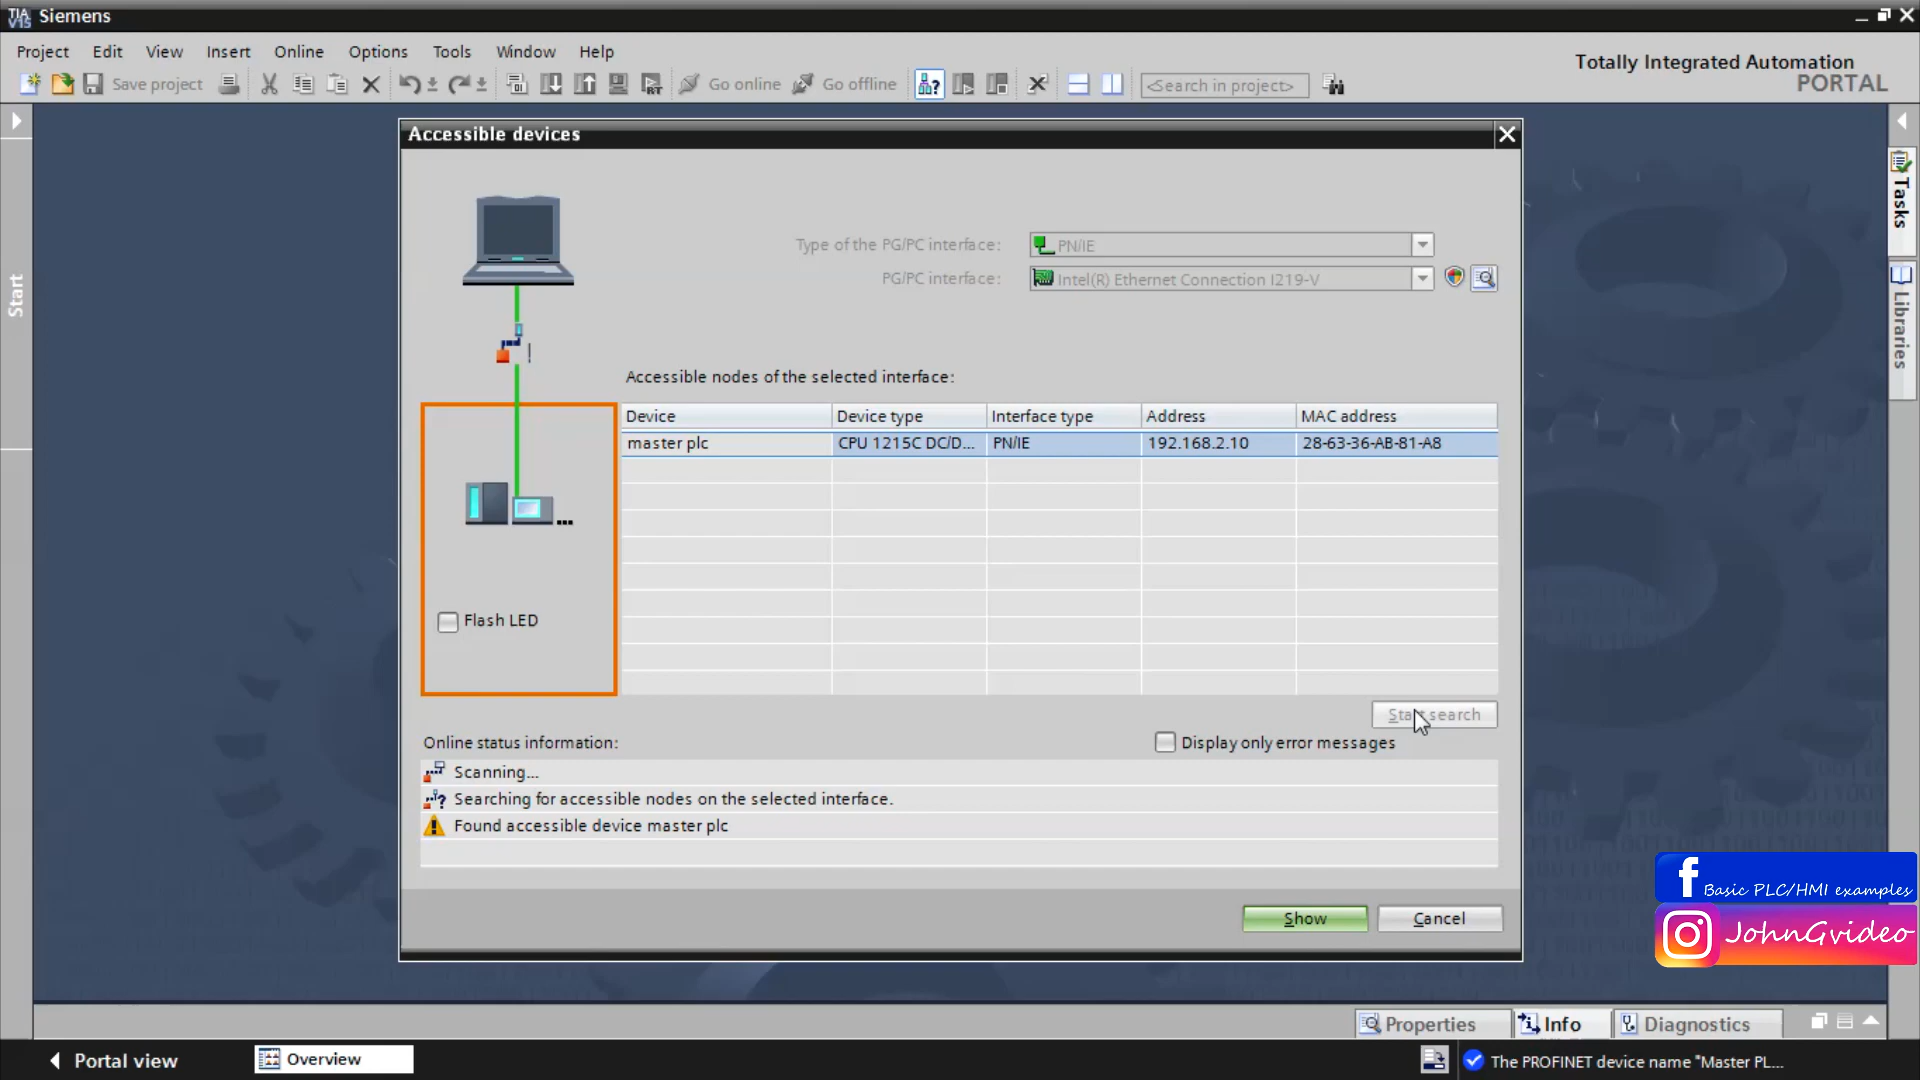 TIA
V15
Siemens
Project Edit View Insert Online Options Tools Window Help
Totally Integrated Automation
PORTAL
Save project
Go online
Go offline
<Search in project>
Start
Tasks
Libraries
Accessible devices
Type of the PG/PC interface: PN/IE
PG/PC interface: Intel(R) Ethernet Connection I219-V
Accessible nodes of the selected interface:
Device Device type Interface type Address MAC address
master plc CPU 1215C DC/D... PN/IE 192.168.2.10 28-63-36-AB-81-A8
Flash LED
Start search
Online status information:
Display only error messages
Scanning...
Searching for accessible nodes on the selected interface.
Found accessible device master plc
Show Cancel
f Basic PLC/HMI examples
JohnGvideo
Properties Info Diagnostics
Portal view Overview The PROFINET device name "Master PL...